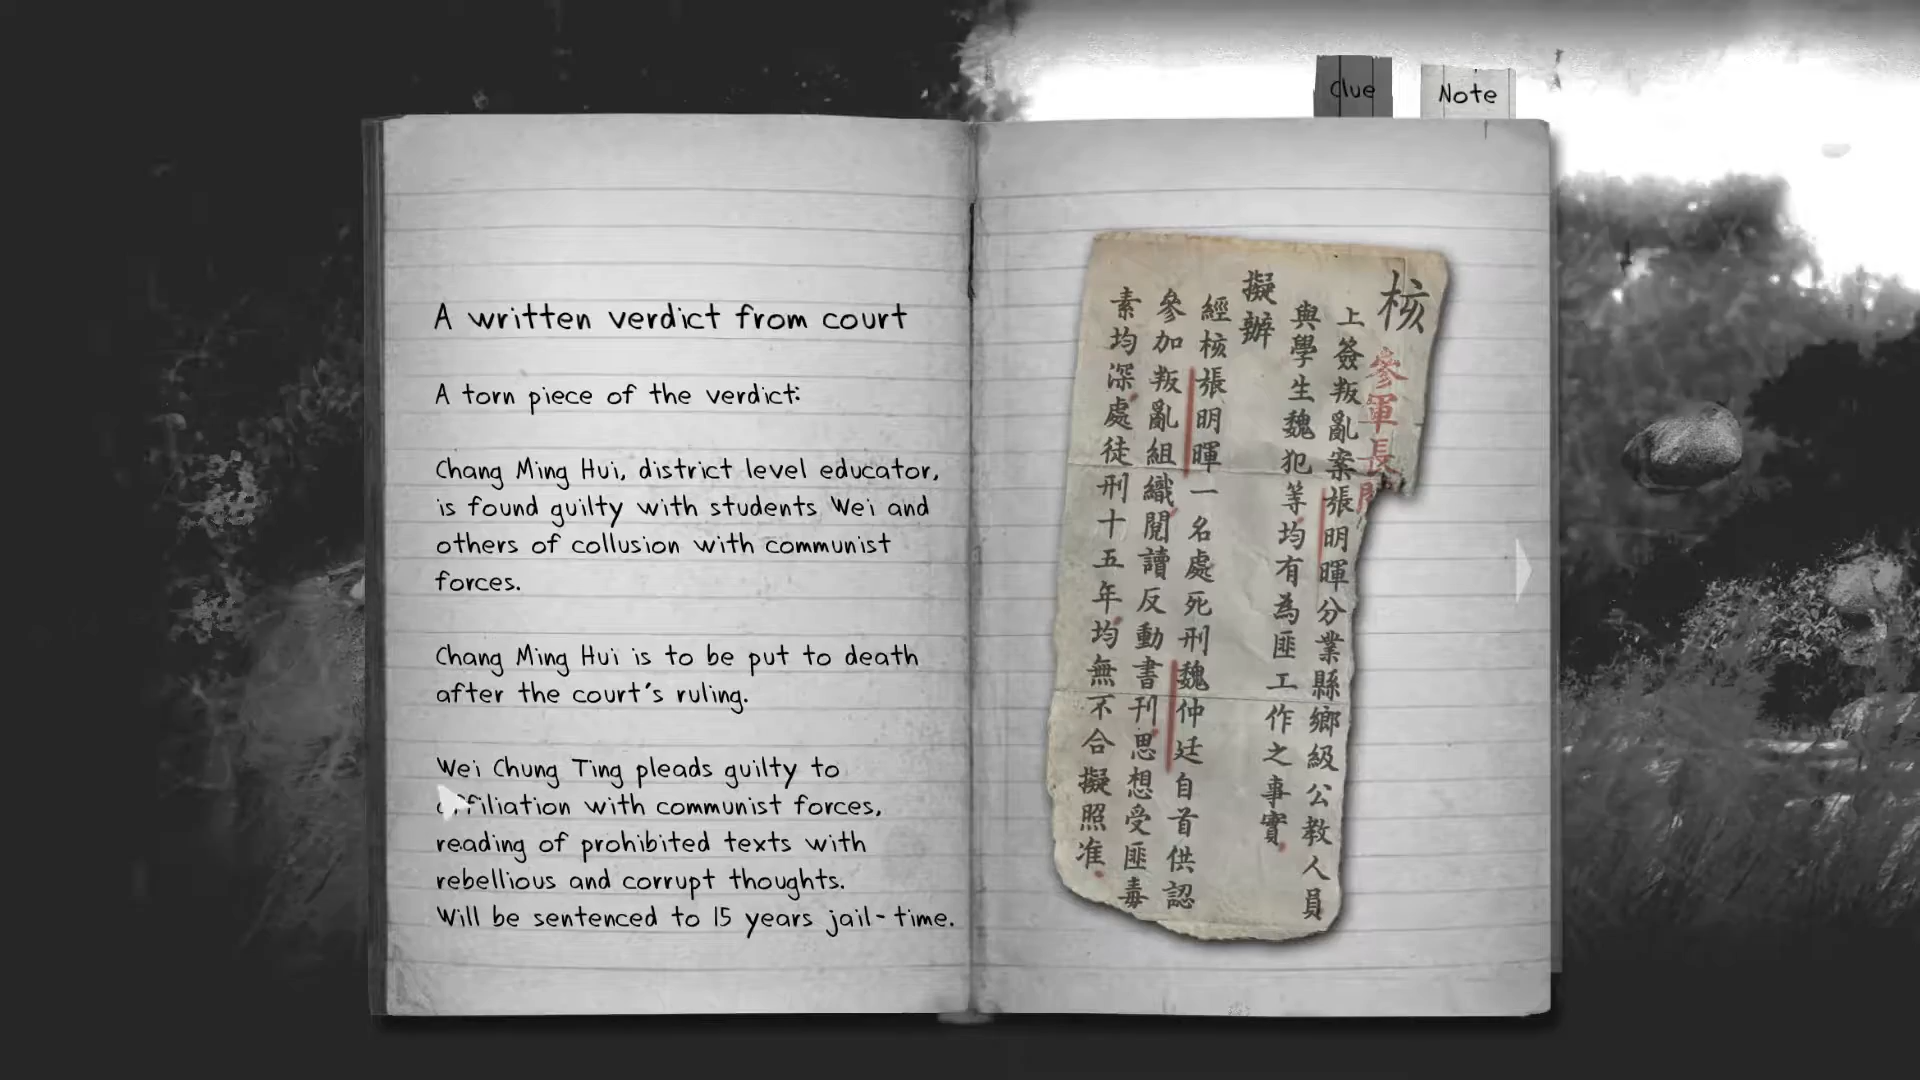 Clue
Note
A written verdict from court
A torn piece of the verdict:
Chang Ming Hui, district level educator,
is found guilty with students Wei and
others of collusion with communist
forces.
Chang Ming Hui is to be put to death
after the court's ruling.
Wei Chung Ting pleads guilty to
affiliation with communist forces,
reading of prohibited texts with
rebellious and corrupt thoughts.
Will be sentenced to 15 years jail-time.
核
參軍長
上簽叛亂案張明暉分業縣鄉級公教人員
與學生魏犯等均有為匪工作之事實
擬辦
經核張明暉一名處死刑魏仲廷自首供認
參加叛亂組織閱讀反動書刊思想受匪毒
素均深處徒刑十五年均無不合擬照准